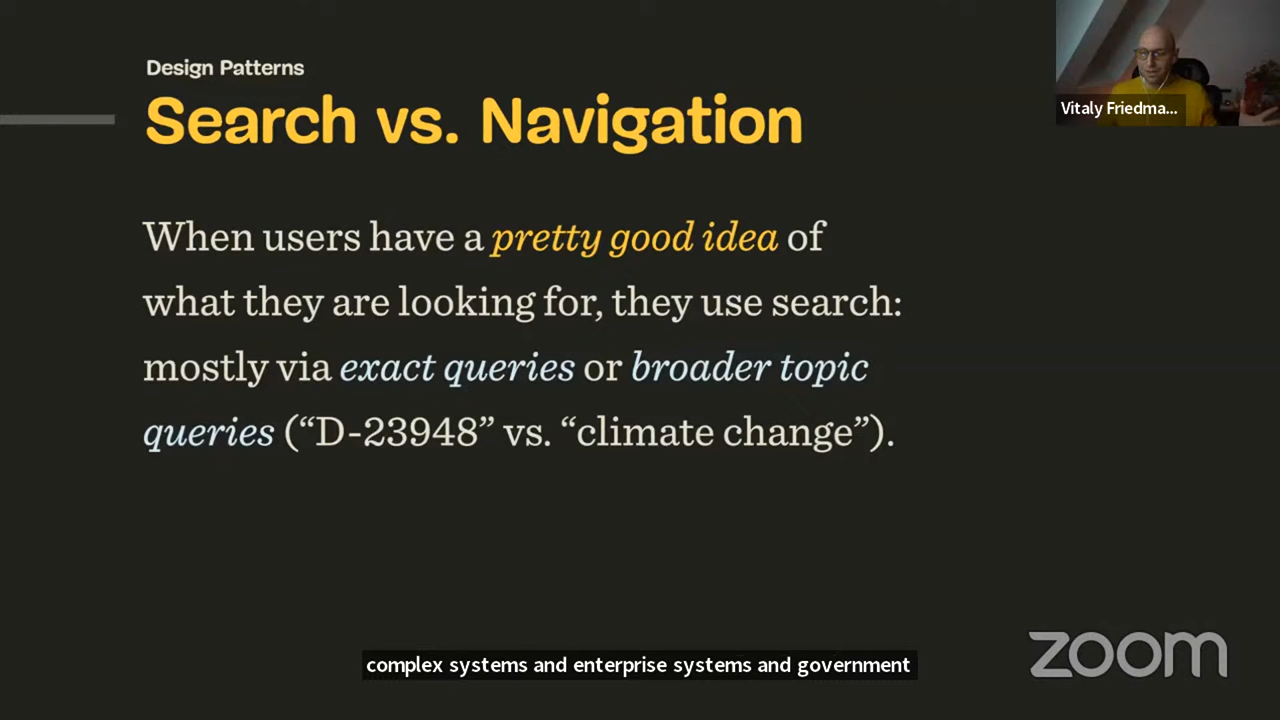 Design Patterns
Search vs. Navigation
When users have a pretty good idea of
what they are looking for, they use search:
mostly via exact queries or broader topic
queries (“D-23948” vs. “climate change”).
Vitaly Friedma...
complex systems and enterprise systems and government
zoom